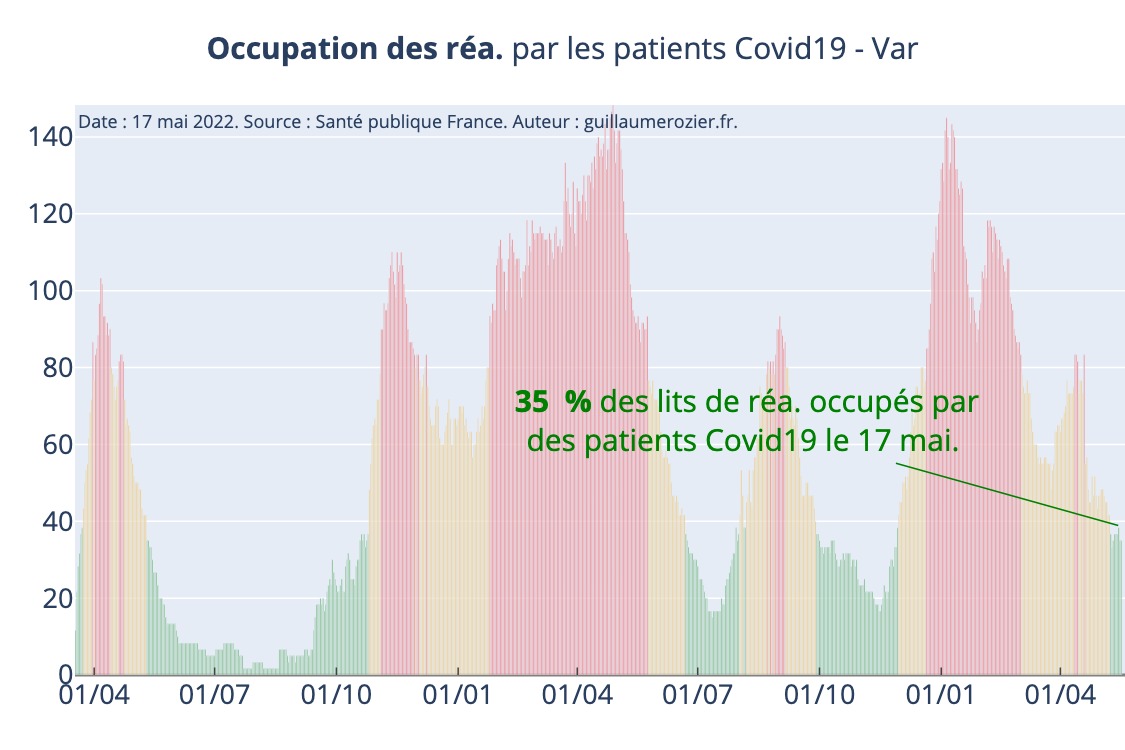 Occupation des réa. par les patients Covid19 - Var
Date : 17 mai 2022. Source : Santé publique France. Auteur : guillaumerozier.fr.
140
120
100
80
60
40
20
0
35 % des lits de réa. occupés par
des patients Covid19 le 17 mai.
01/04 01/07 01/10 01/01 01/04 01/07 01/10 01/01 01/04